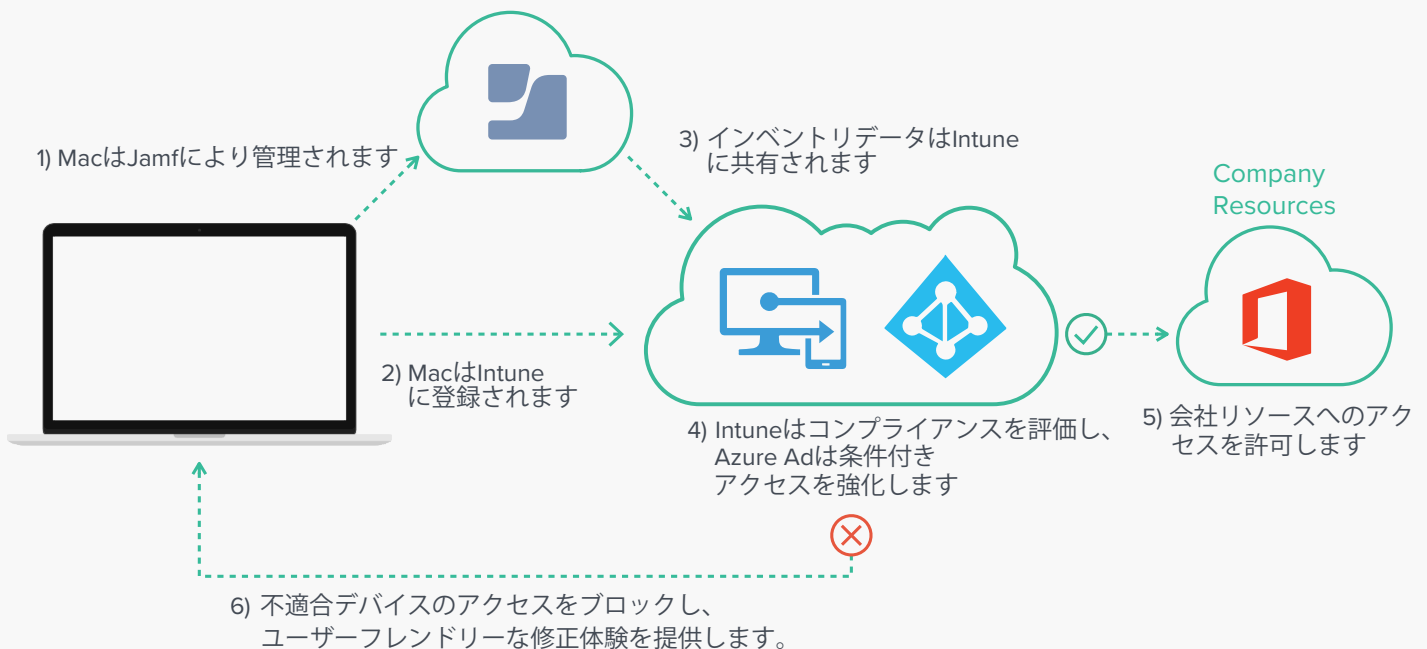 1) MacはJamfにより管理されます
3) インベントリデータはIntune
に共有されます
Company
Resources
2) MacはIntune
に登録されます
4) Intuneはコンプライアンスを評価し、
Azure Adは条件付き
アクセスを強化します
5) 会社リソースへのアク
セスを許可します
6) 不適合デバイスのアクセスをブロックし、
ユーザーフレンドリーな修正体験を提供します。